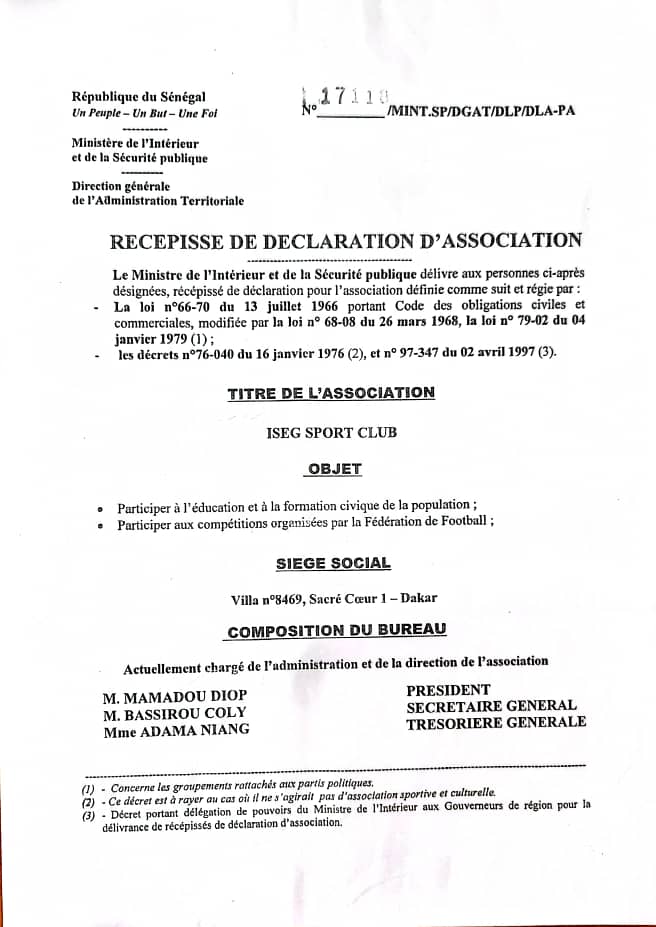 République du Sénégal
Un Peuple – Un But – Une Foi
----------
Ministère de l'Intérieur
et de la Sécurité publique
----------
Direction générale
de l'Administration Territoriale
N° /MINT.SP/DGAT/DLP/DLA-PA
RECEPISSE DE DECLARATION D'ASSOCIATION
Le Ministre de l'Intérieur et de la Sécurité publique délivre aux personnes ci-après
désignées, récépissé de déclaration pour l'association définie comme suit et régie par :
- La loi n°66-70 du 13 juillet 1966 portant Code des obligations civiles et
commerciales, modifiée par la loi n° 68-08 du 26 mars 1968, la loi n° 79-02 du 04
janvier 1979 (1) ;
- les décrets n°76-040 du 16 janvier 1976 (2), et n° 97-347 du 02 avril 1997 (3).
TITRE DE L'ASSOCIATION
ISEG SPORT CLUB
OBJET
• Participer à l'éducation et à la formation civique de la population ;
• Participer aux compétitions organisées par la Fédération de Football ;
SIEGE SOCIAL
Villa n°8469, Sacré Cœur 1 – Dakar
COMPOSITION DU BUREAU
Actuellement chargé de l'administration et de la direction de l'association
M. MAMADOU DIOP PRESIDENT
M. BASSIROU COLY SECRETAIRE GENERAL
Mme ADAMA NIANG TRESORIERE GENERALE
(1) - Concerne les groupements rattachés aux partis politiques.
(2) - Ce décret est à rayer au cas où il ne s'agirait pas d'association sportive et culturelle.
(3) - Décret portant délégation de pouvoirs du Ministre de l'Intérieur aux Gouverneurs de région pour la
délivrance de récépissés de déclaration d'association.